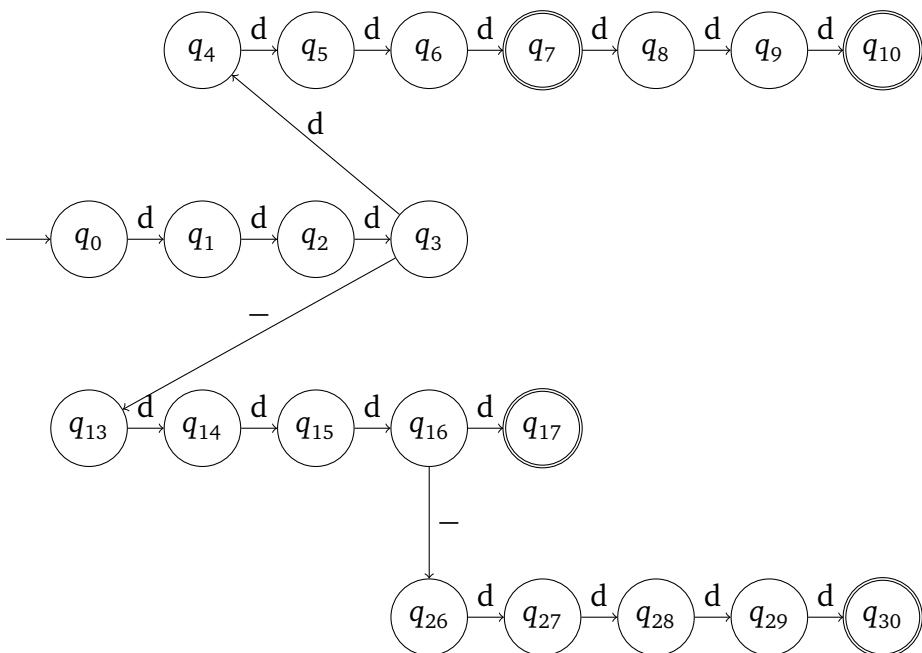 d d d d d d
q4 q5 q6 q7 q8 q9 q10
d
d d d
q0 q1 q2 q3
–
d d d d
q13 q14 q15 q16 q17
–
d d d d
q26 q27 q28 q29 q30